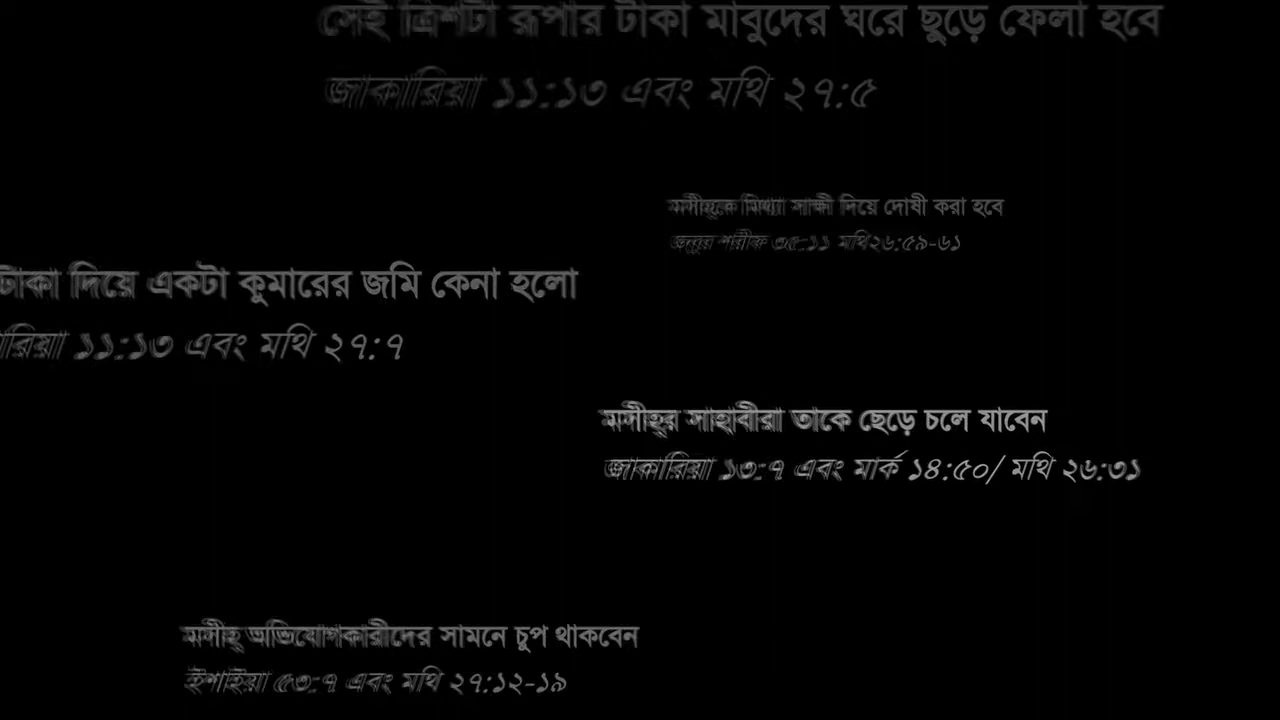 সেই ত্রিশটা রূপার টাকা মাবুদের ঘরে ছুড়ে ফেলা হবে
জাকারিয়া ১১:১৩ এবং মথি ২৭:৫
মসীহকে মিথ্যা সাক্ষী দিয়ে দোষী করা হবে
জবুর শরীফ ৩৫:১১ মথি২৬:৫৯-৬১
টাকা দিয়ে একটা কুমারের জমি কেনা হলো
১১:১৩ এবং মথি ২৭:৭
মসীহর সাহাবীরা তাকে ছেড়ে চলে যাবেন
জাকারিয়া ১৩:৭ এবং মার্ক ১৪:৫০/ মথি ২৬:৩১
মসীহ্ অভিযোগকারীদের সামনে চুপ থাকবেন
ইশাইয়া ৫৩:৭ এবং মথি ২৭:১২-১৯